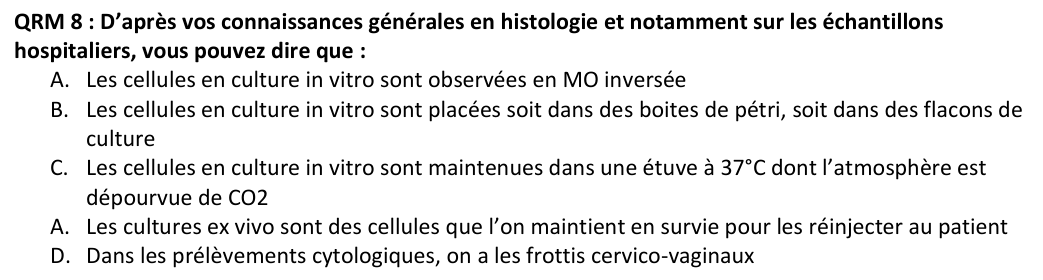 QRM 8 : D’après vos connaissances générales en histologie et notamment sur les échantillons
hospitaliers, vous pouvez dire que :
A. Les cellules en culture in vitro sont observées en MO inversée
B. Les cellules en culture in vitro sont placées soit dans des boites de pétri, soit dans des flacons de
culture
C. Les cellules en culture in vitro sont maintenues dans une étuve à 37°C dont l’atmosphère est
dépourvue de CO2
A. Les cultures ex vivo sont des cellules que l’on maintient en survie pour les réinjecter au patient
D. Dans les prélèvements cytologiques, on a les frottis cervico-vaginaux